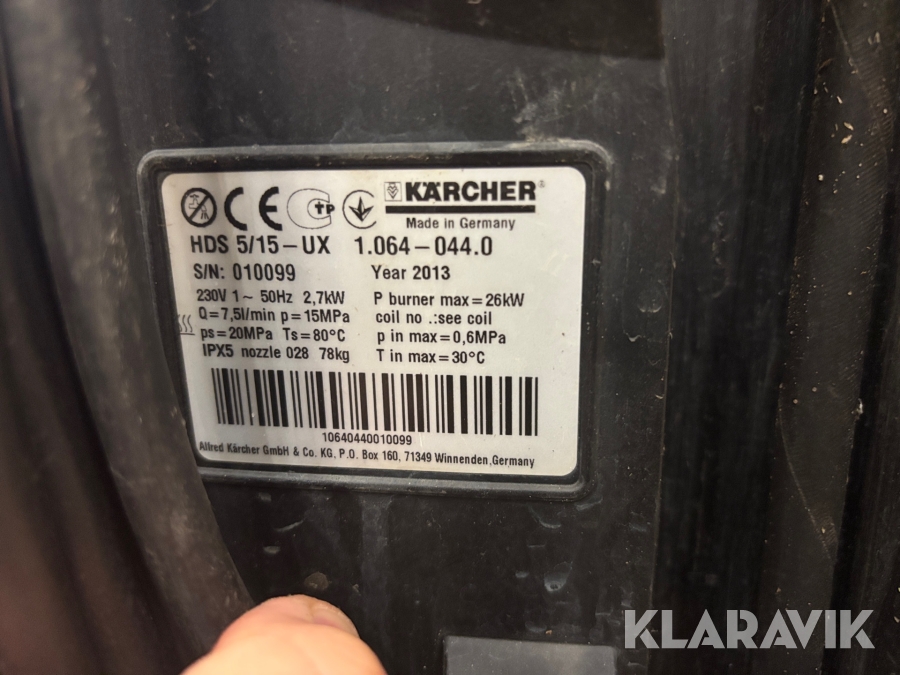 TP KÄRCHER
Made in Germany
HDS 5/15-UX 1.064-044.0
S/N: 010099 Year 2013
230V 1~ 50Hz 2,7kW P burner max=26kW
Q=7,5l/min p=15MPa coil no .:see coil
ps=20MPa Ts=80°C p in max=0,6MPa
IPX5 nozzle 028 78kg T in max=30°C
10640440010099
Alfred Kärcher GmbH & Co. KG, P.O. Box 160, 71349 Winnenden,Germany
KLARAVIK